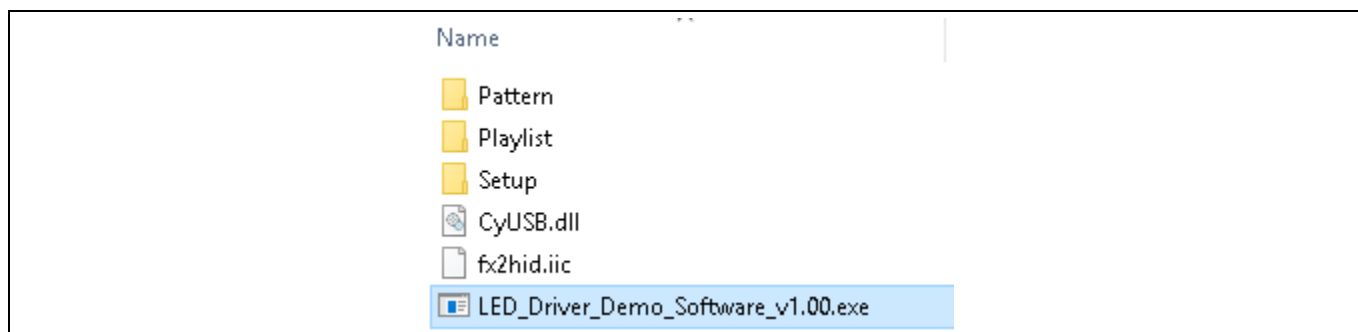 Name
Pattern
Playlist
Setup
CyUSB.dll
fx2hid.iic
LED_Driver_Demo_Software_v1.00.exe